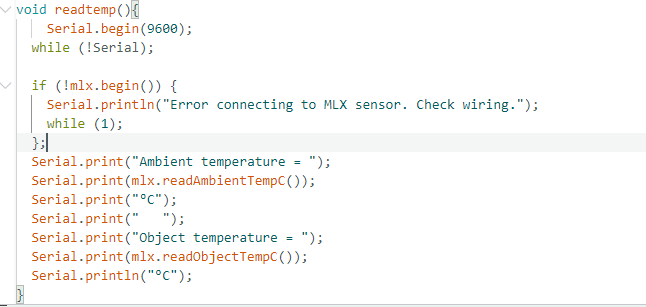 void readtemp(){
Serial.begin(9600);
while (!Serial);
if (!mlx.begin()) {
Serial.println("Error connecting to MLX sensor. Check wiring.");
while (1);
};
Serial.print("Ambient temperature = ");
Serial.print(mlx.readAmbientTempC());
Serial.print("°C");
Serial.print("   ");
Serial.print("Object temperature = ");
Serial.print(mlx.readObjectTempC());
Serial.println("°C");
}